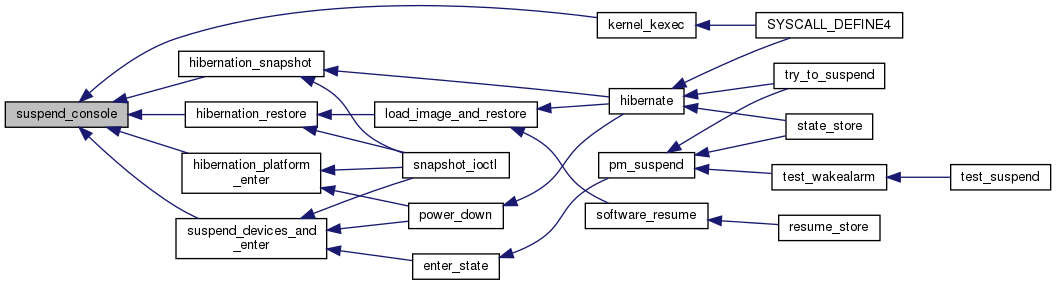 suspend_console
kernel_kexec
SYSCALL_DEFINE4
hibernation_snapshot
try_to_suspend
hibernate
hibernation_restore
load_image_and_restore
state_store
hibernation_platform
_enter
snapshot_ioctl
pm_suspend
test_wakealarm
test_suspend
power_down
software_resume
resume_store
suspend_devices_and
_enter
enter_state